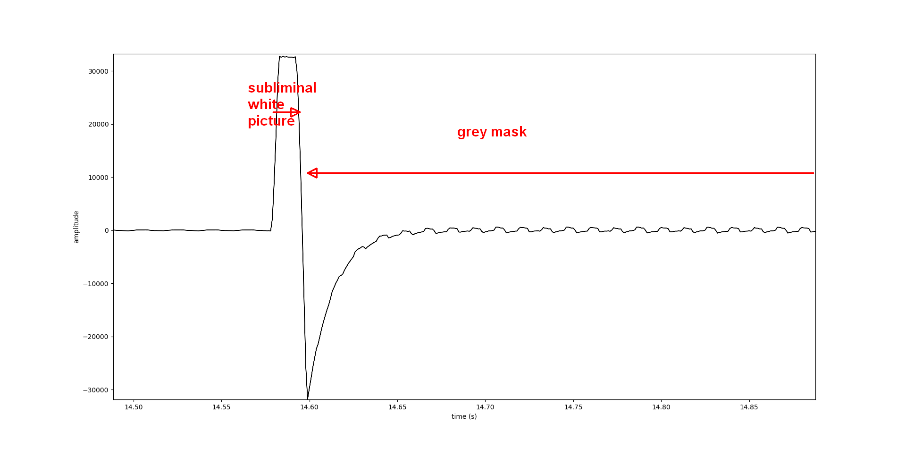 30000
subliminal
white
picture
20000
grey mask
10000
0
−10000
−20000
−30000
amplitude
14.50 14.55 14.60 14.65 14.70 14.75 14.80 14.85
time (s)